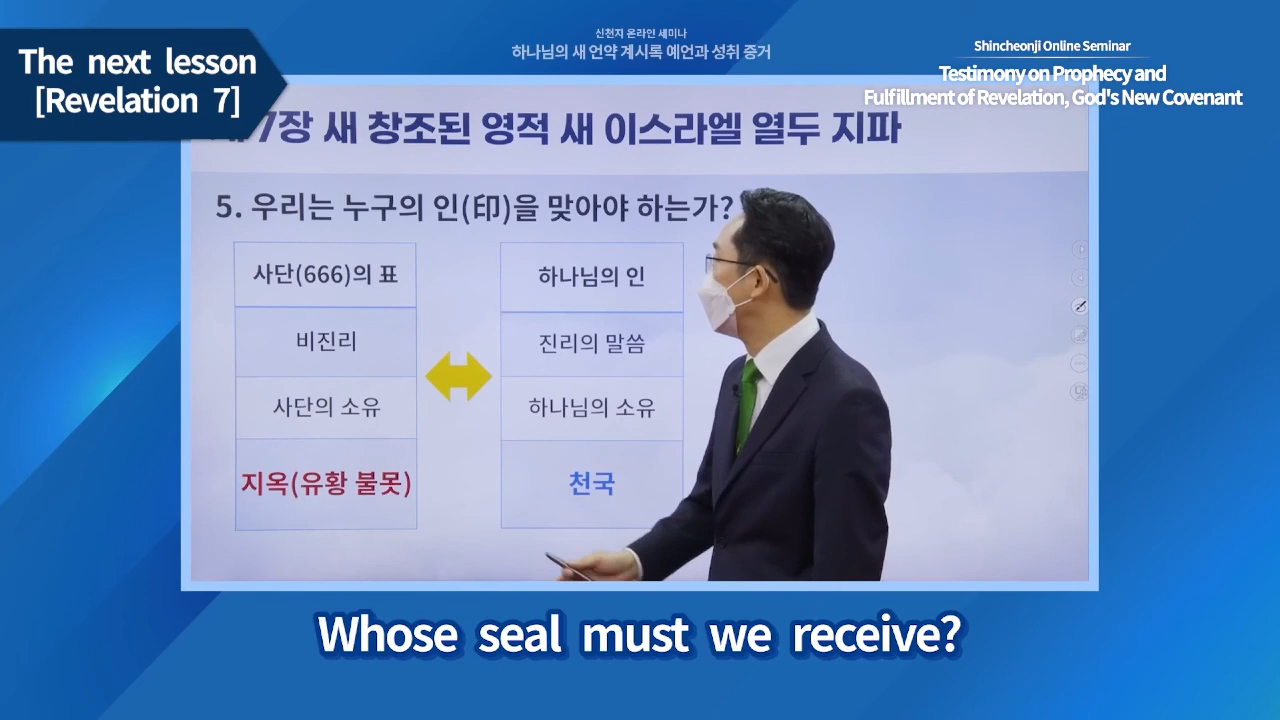 The next lesson
[Revelation 7]
신천지 온라인 세미나
하나님의 새 언약 계시록 예언과 성취 증거
Shincheonji Online Seminar
Testimony on Prophecy and
Fulfillment of Revelation, God's New Covenant
7장 새 창조된 영적 새 이스라엘 열두 지파
5. 우리는 누구의 인(印)을 맞아야 하는가?
사단(666)의 표
하나님의 인
비진리
진리의 말씀
사단의 소유
하나님의 소유
지옥(유황 불못)
천국
Whose seal must we receive?